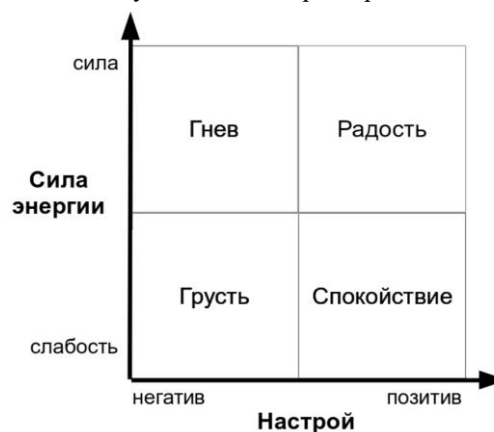 сила
Гнев
Радость
Сила
энергии
Грусть
Спокойствие
слабость
негатив
позитив
Настрой